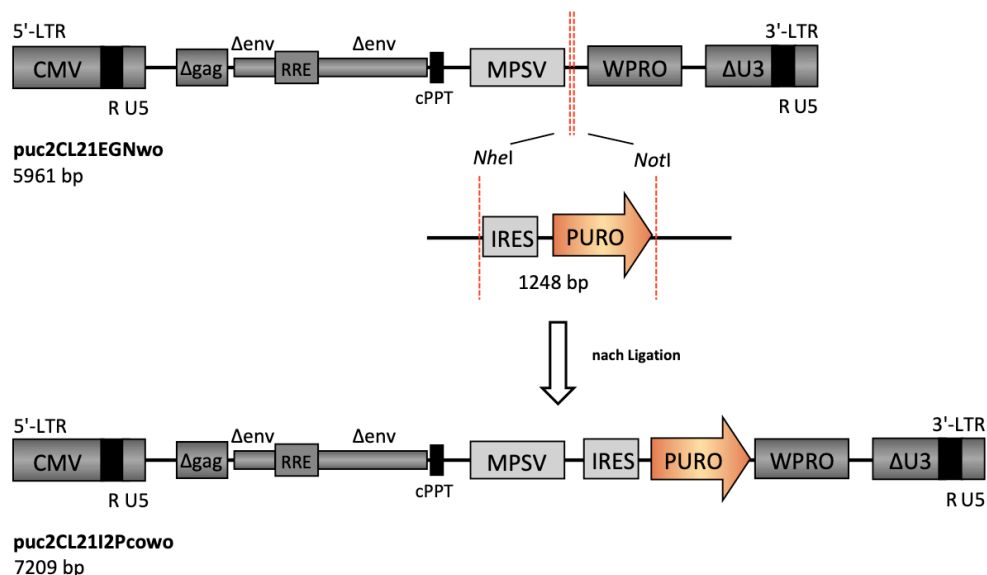 5'-LTR
3'-LTR
Δenv
Δenv
CMV
Δgag
RRE
MPSV
WPRO
ΔU3
cPPT
R U5
R U5
puc2CL21EGNwo
5961 bp
NheI
NotI
IRES
PURO
1248 bp
nach Ligation
5'-LTR
3'-LTR
Δenv
Δenv
CMV
Δgag
RRE
MPSV
IRES
PURO
WPRO
ΔU3
cPPT
R U5
R U5
puc2CL21I2Pcowo
7209 bp